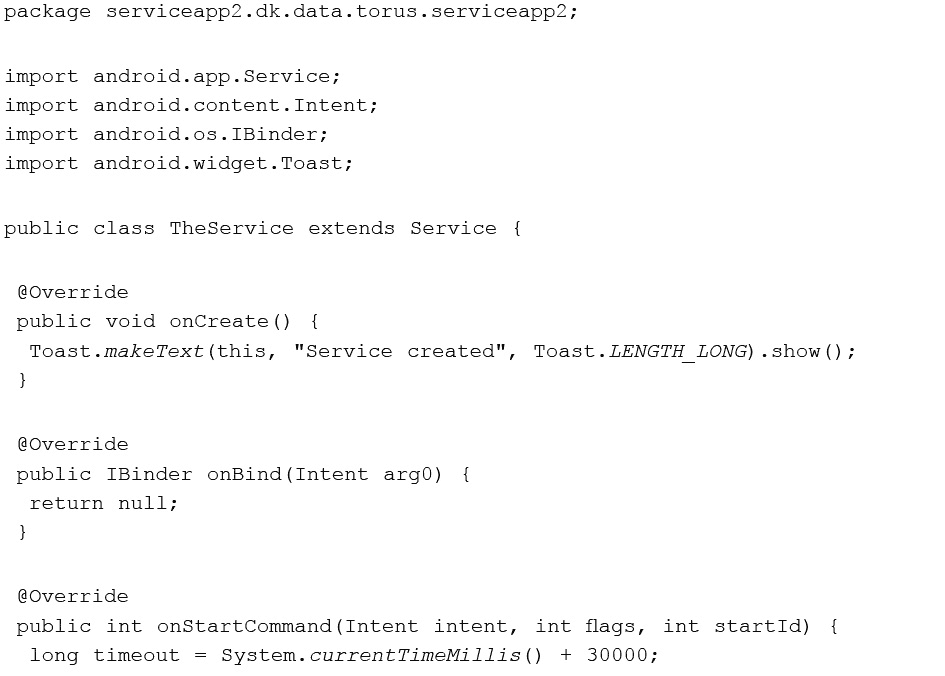 package serviceapp2.dk.data.torus.serviceapp2;
import android.app.Service;
import android.content.Intent;
import android.os.IBinder;
import android.widget.Toast;
public class TheService extends Service {
@Override
public void onCreate() {
Toast.makeText(this, "Service created", Toast.LENGTH_LONG).show();
}
@Override
public IBinder onBind(Intent arg0) {
return null;
}
@Override
public int onStartCommand(Intent intent, int flags, int startId) {
long timeout = System.currentTimeMillis() + 30000;